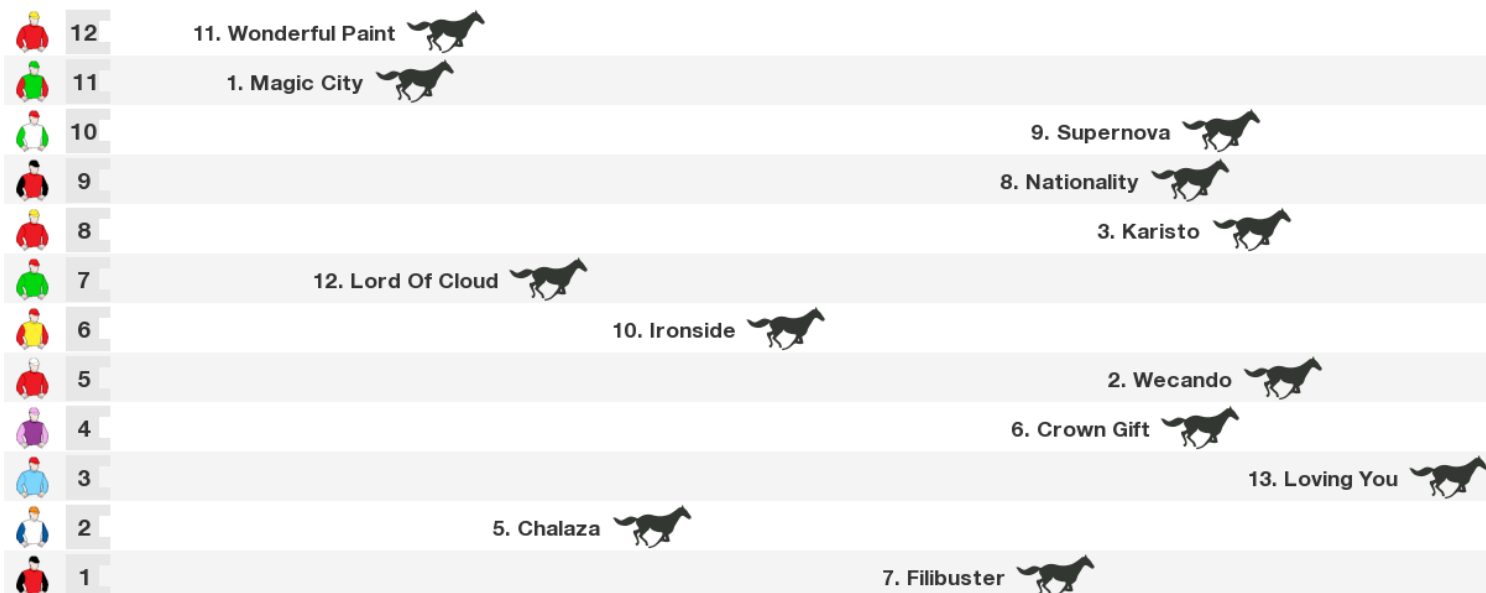 12 11. Wonderful Paint
11 1. Magic City
10 9. Supernova
9 8. Nationality
8 3. Karisto
7 12. Lord Of Cloud
6 10. Ironside
5 2. Wecando
4 6. Crown Gift
3 13. Loving You
2 5. Chalaza
1 7. Filibuster